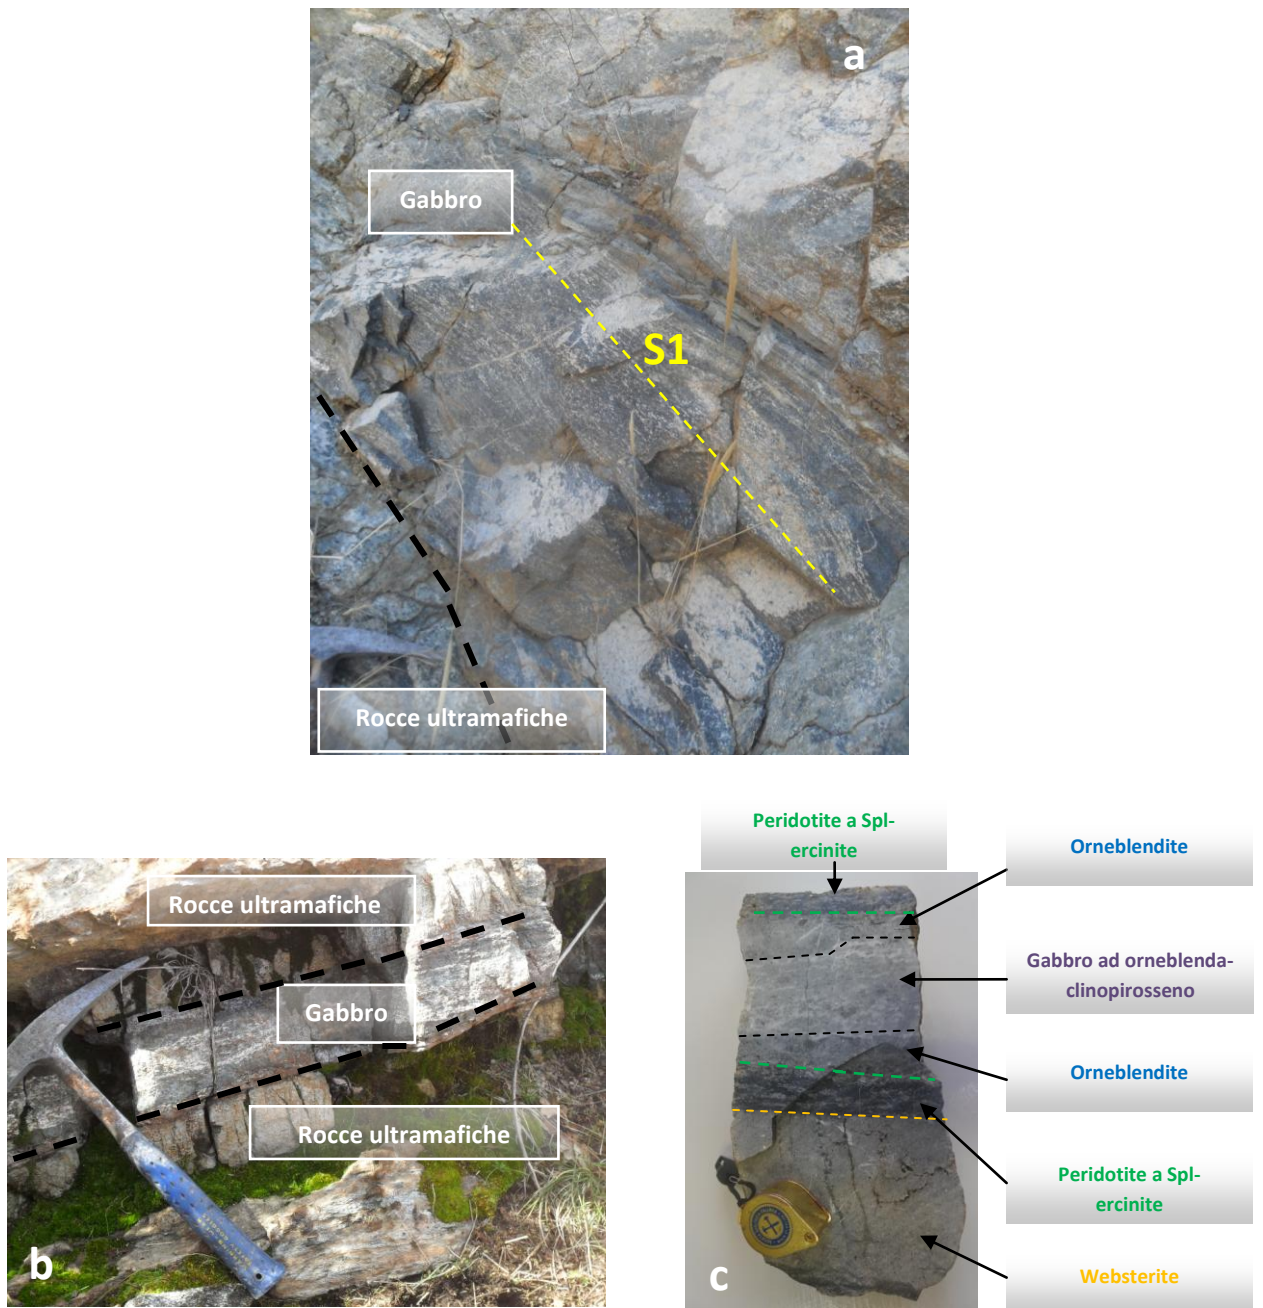 a
Gabbro
S1
Rocce ultramafiche
Rocce ultramafiche
Gabbro
Rocce ultramafiche
b
Peridotite a Spl-
ercinite
Orneblendite
Gabbro ad orneblenda-
clinopirosseno
Orneblendite
Peridotite a Spl-
ercinite
Websterite
c